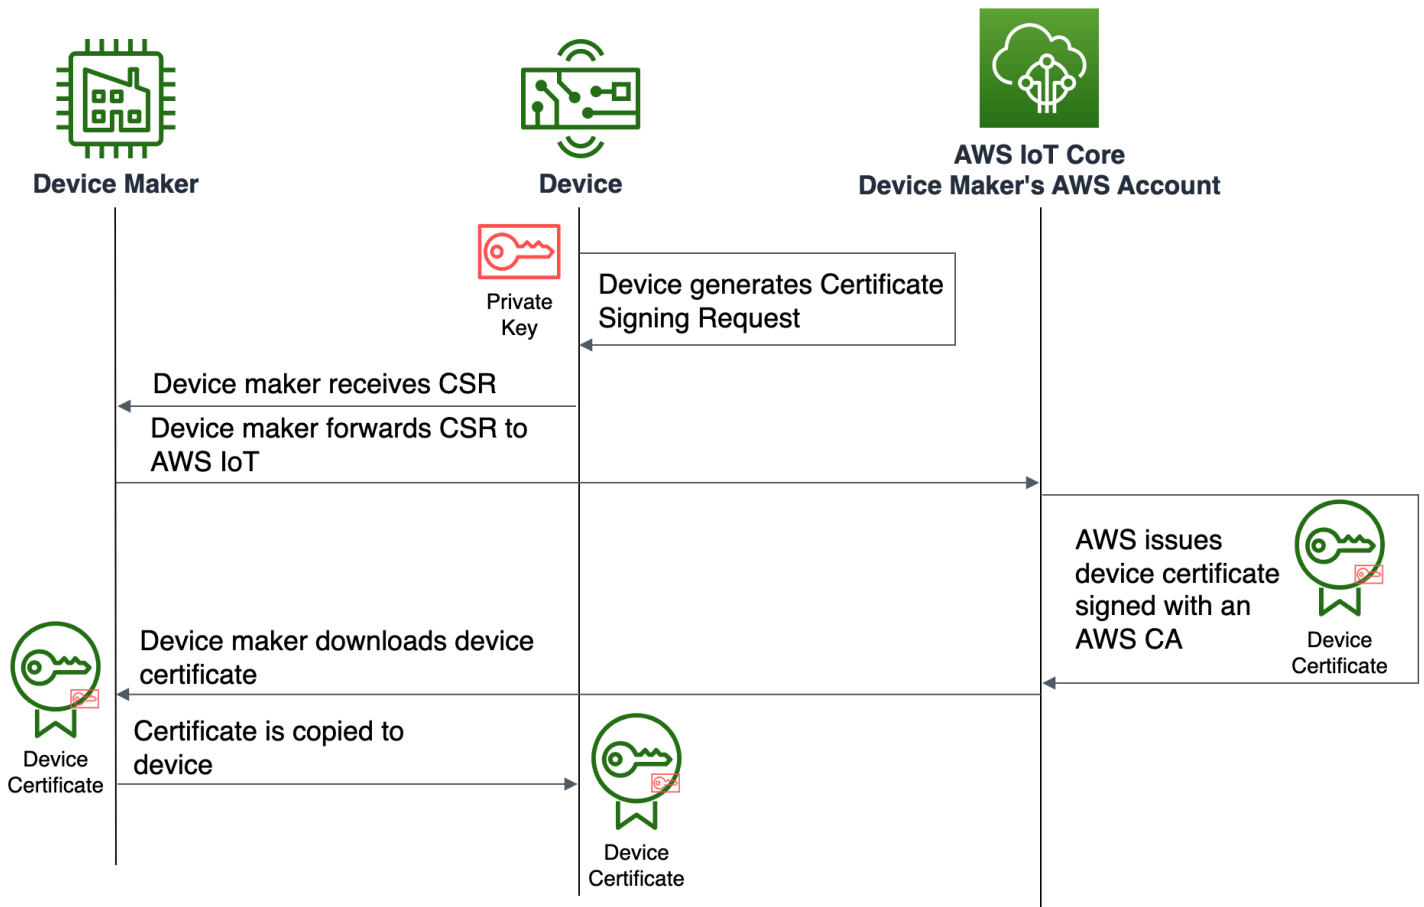 Device Maker
Device
AWS IoT Core
Device Maker's AWS Account
Private
Key
Device generates Certificate
Signing Request
Device maker receives CSR
Device maker forwards CSR to
AWS IoT
AWS issues
device certificate
signed with an
AWS CA
Device
Certificate
Device maker downloads device
certificate
Device
Certificate
Certificate is copied to
device
Device
Certificate